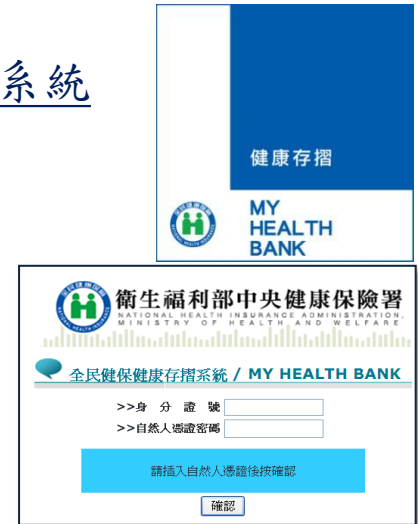 系統
健康存摺
MY
HEALTH
BANK
衛生福利部中央健康保險署
NATIONAL HEALTH INSURANCE ADMINISTRATION,
MINISTRY OF HEALTH AND WELFARE
全民健保健康存摺系統 / MY HEALTH BANK
>>身 分 證 號
>>自然人憑證密碼
請插入自然人憑證後按確認
確認